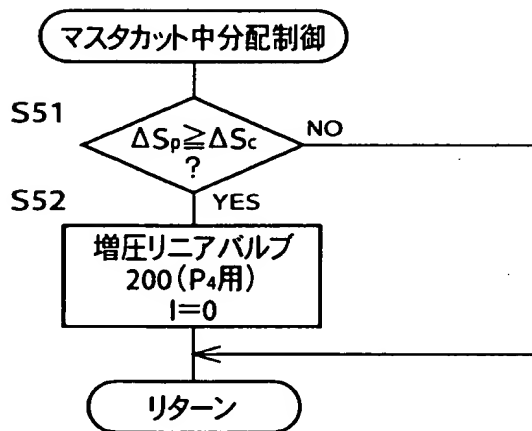 マスタカット中分配制御
S51
ΔSp≧ΔSc
?
NO
S52
YES
増圧リニアバルブ
200(P4用)
I=0
リターン